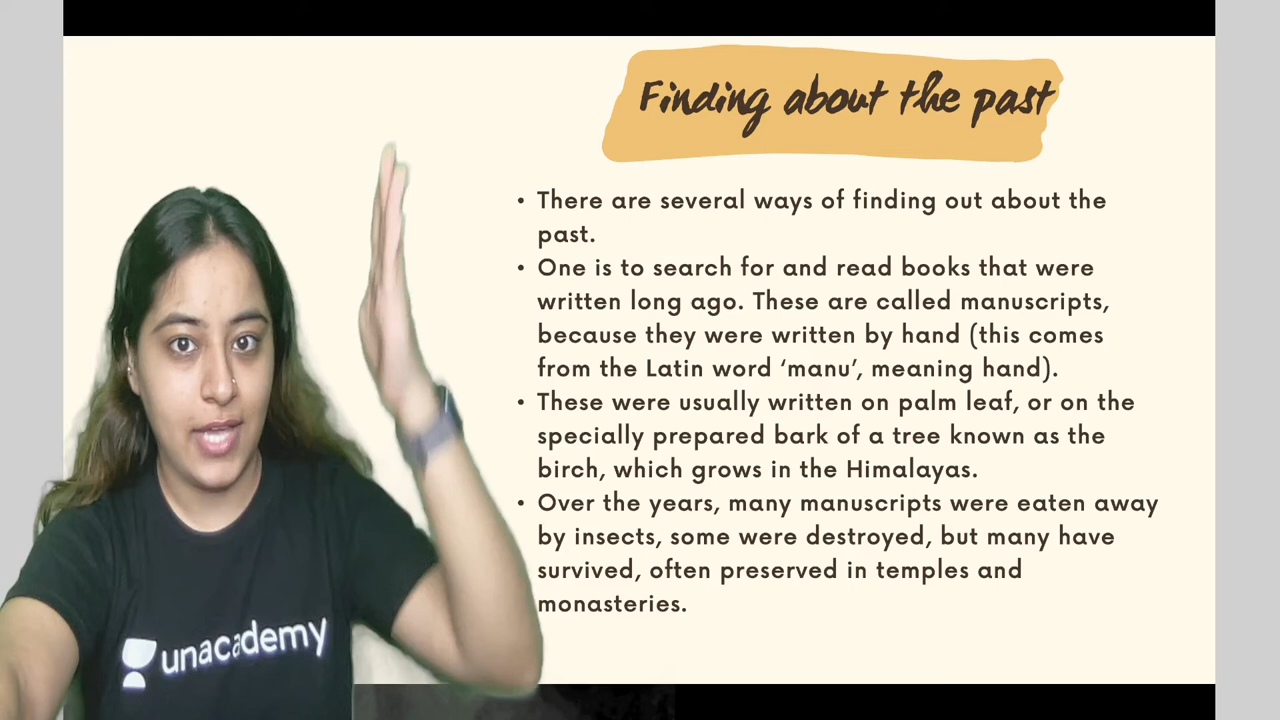 Finding about the past
• There are several ways of finding out about the
past.
• One is to search for and read books that were
written long ago. These are called manuscripts,
because they were written by hand (this comes
from the Latin word ‘manu’, meaning hand).
• These were usually written on palm leaf, or on the
specially prepared bark of a tree known as the
birch, which grows in the Himalayas.
• Over the years, many manuscripts were eaten away
by insects, some were destroyed, but many have
survived, often preserved in temples and
monasteries.
unacademy